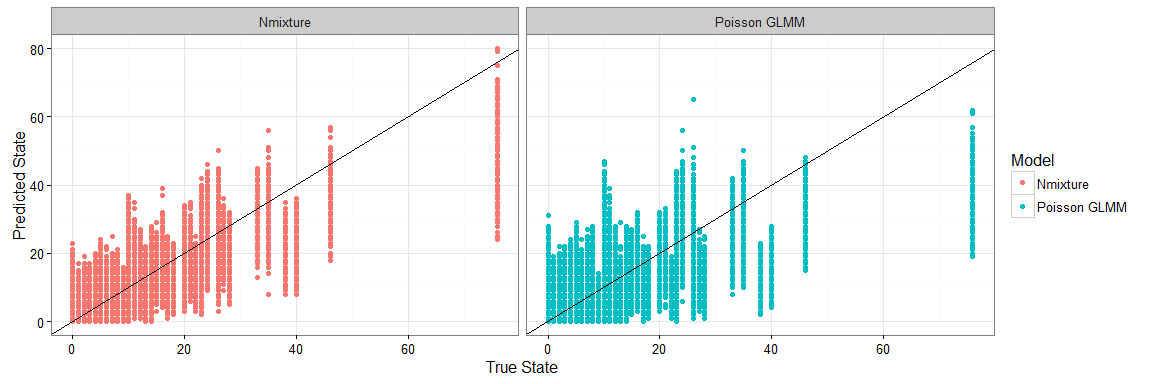 Nmixture
Poisson GLMM
80
60
40
20
0
Predicted State
0 20 40 60
0 20 40 60
True State
Model
Nmixture
Poisson GLMM